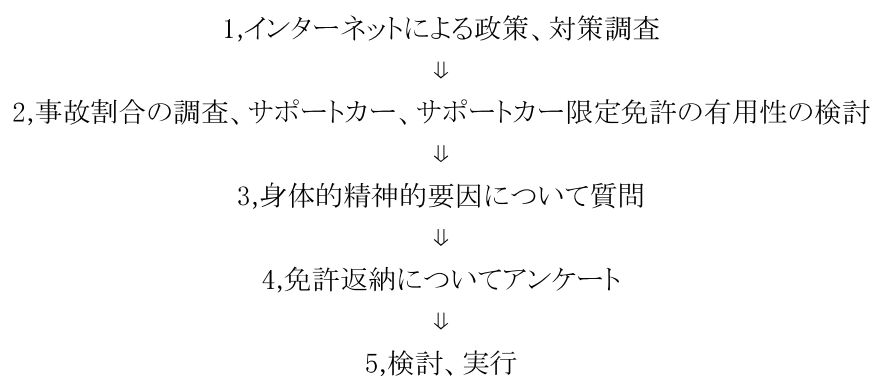 1,インターネットによる政策、対策調査
⇓
2,事故割合の調査、サポートカー、サポートカー限定免許の有用性の検討
⇓
3,身体的精神的要因について質問
⇓
4,免許返納についてアンケート
⇓
5,検討、実行